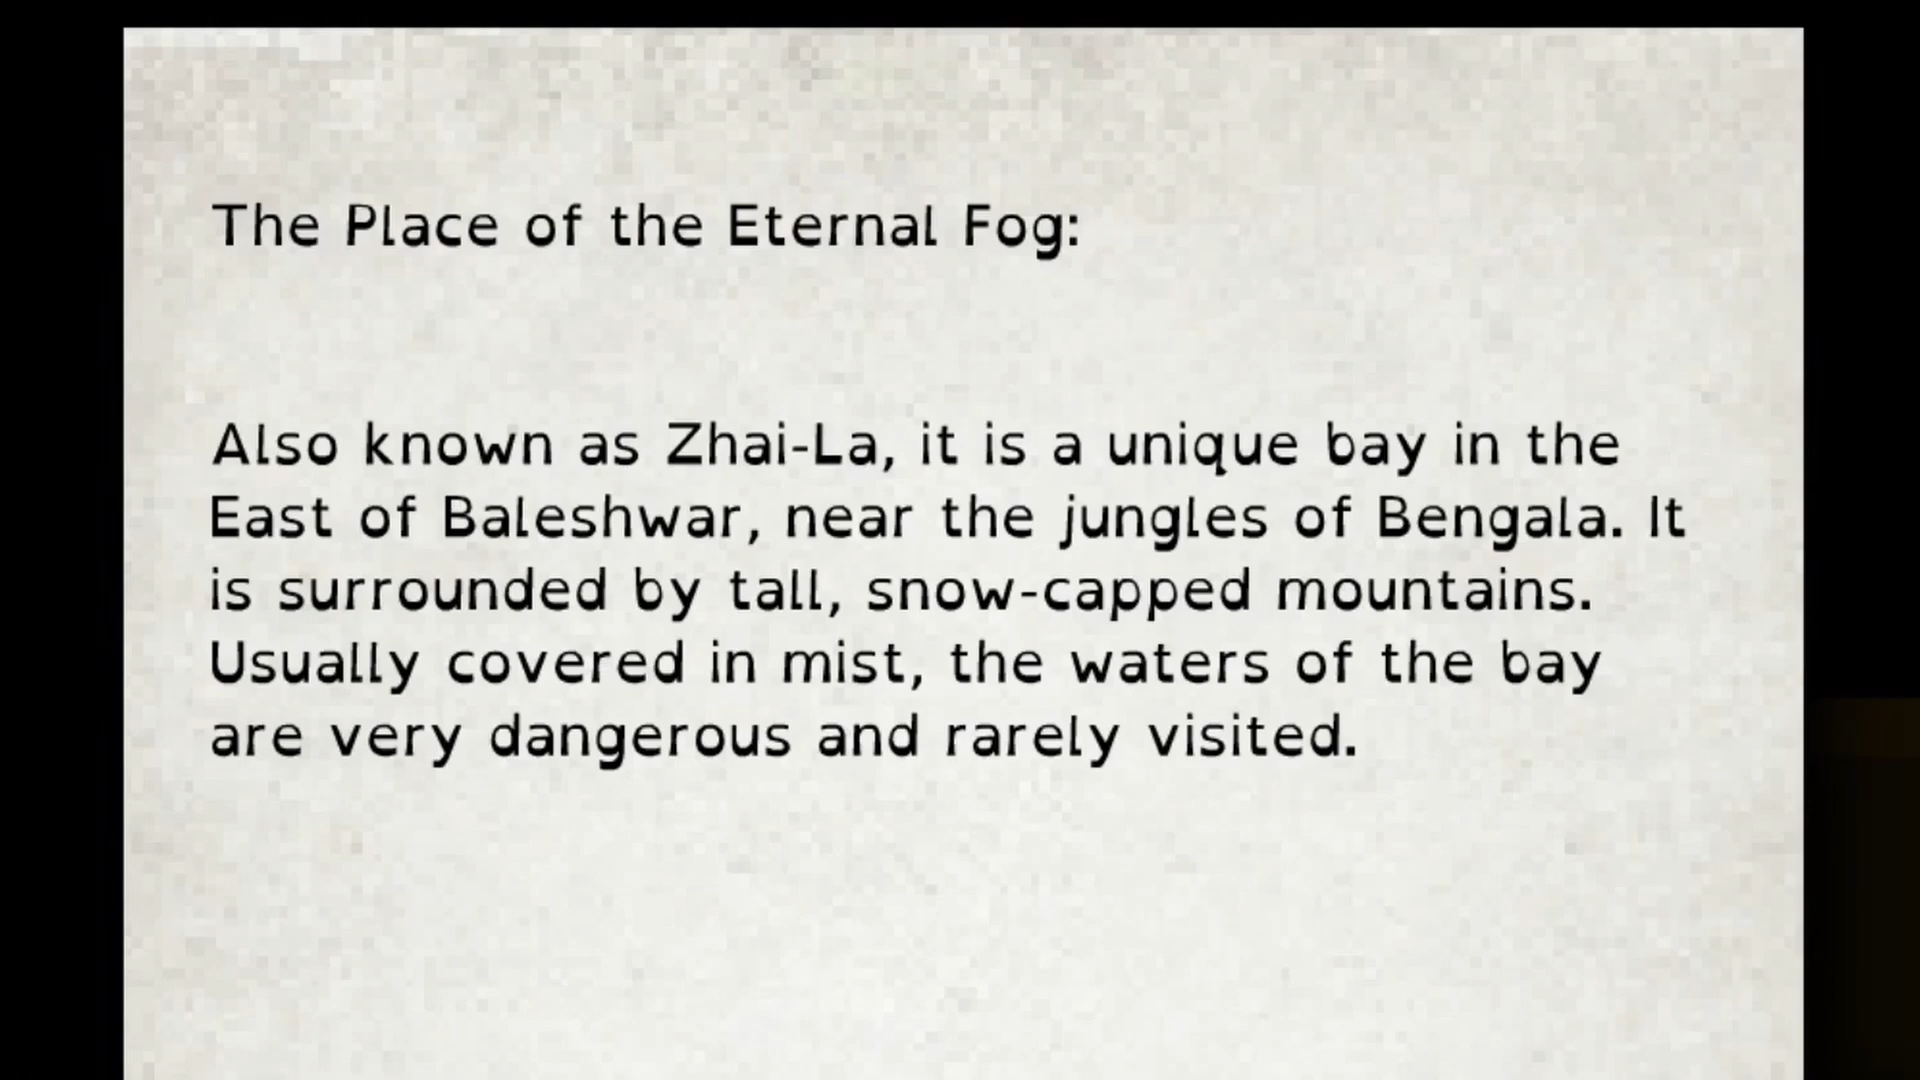 The Place of the Eternal Fog:
Also known as Zhai-La, it is a unique bay in the
East of Baleshwar, near the jungles of Bengala. It
is surrounded by tall, snow-capped mountains.
Usually covered in mist, the waters of the bay
are very dangerous and rarely visited.